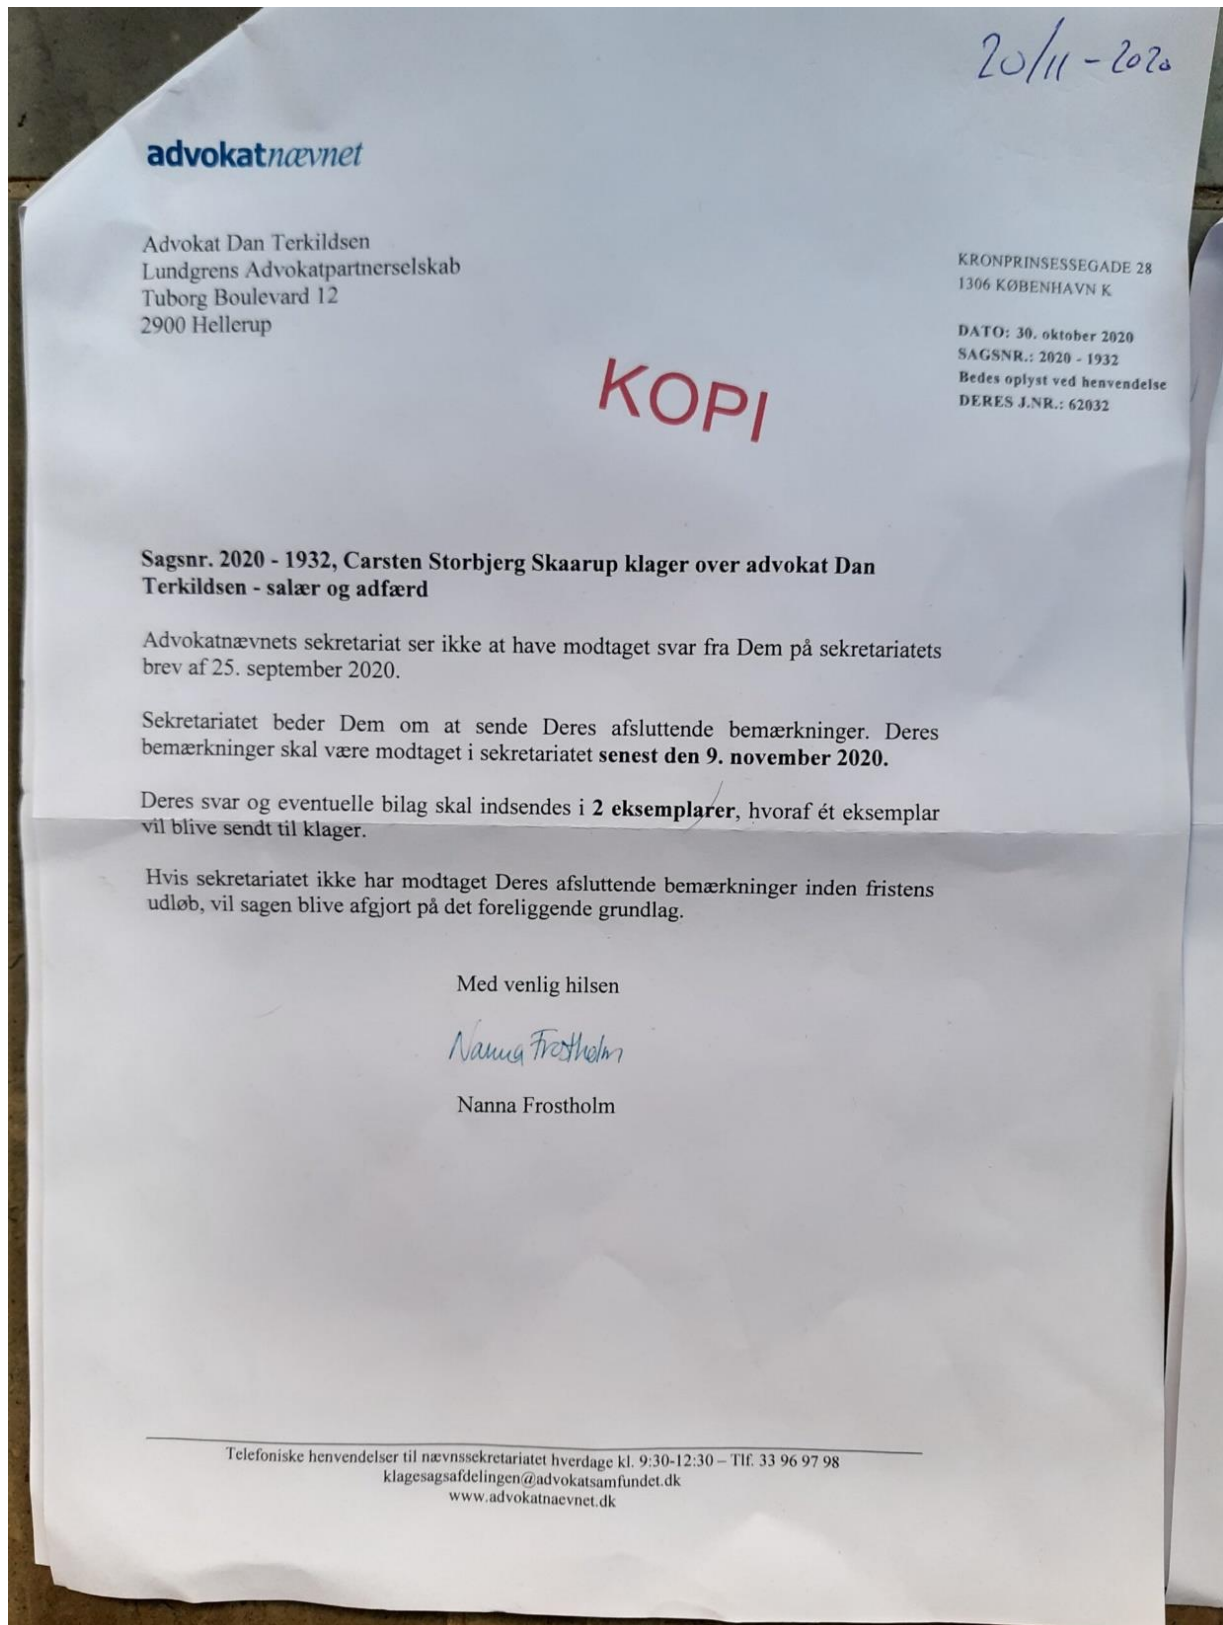 20/11-2020
advokatnævnet
Advokat Dan Terkildsen
Lundgrens Advokatpartnerselskab
Tuborg Boulevard 12
2900 Hellerup
KRONPRINSESSEGADE 28
1306 KØBENHAVN K
DATO: 30. oktober 2020
SAGSNR.: 2020 - 1932
Bedes oplyst ved henvendelse
DERES J.NR.: 62032
KOPI
Sagsnr. 2020 - 1932, Carsten Storbjerg Skaarup klager over advokat Dan
Terkildsen - salær og adfærd
Advokatnævnets sekretariat ser ikke at have modtaget svar fra Dem på sekretariatets
brev af 25. september 2020.
Sekretariatet beder Dem om at sende Deres afsluttende bemærkninger. Deres
bemærkninger skal være modtaget i sekretariatet senest den 9. november 2020.
Deres svar og eventuelle bilag skal indsendes i 2 eksemplarer, hvoraf ét eksemplar
vil blive sendt til klager.
Hvis sekretariatet ikke har modtaget Deres afsluttende bemærkninger inden fristens
udløb, vil sagen blive afgjort på det foreliggende grundlag.
Med venlig hilsen
Nanna Frostholm
Nanna Frostholm
Telefoniske henvendelser til nævnssekretariatet hverdage kl. 9:30-12:30 – Tlf. 33 96 97 98
klagesagsafdelingen@advokatsamfundet.dk
www.advokatnaevnet.dk